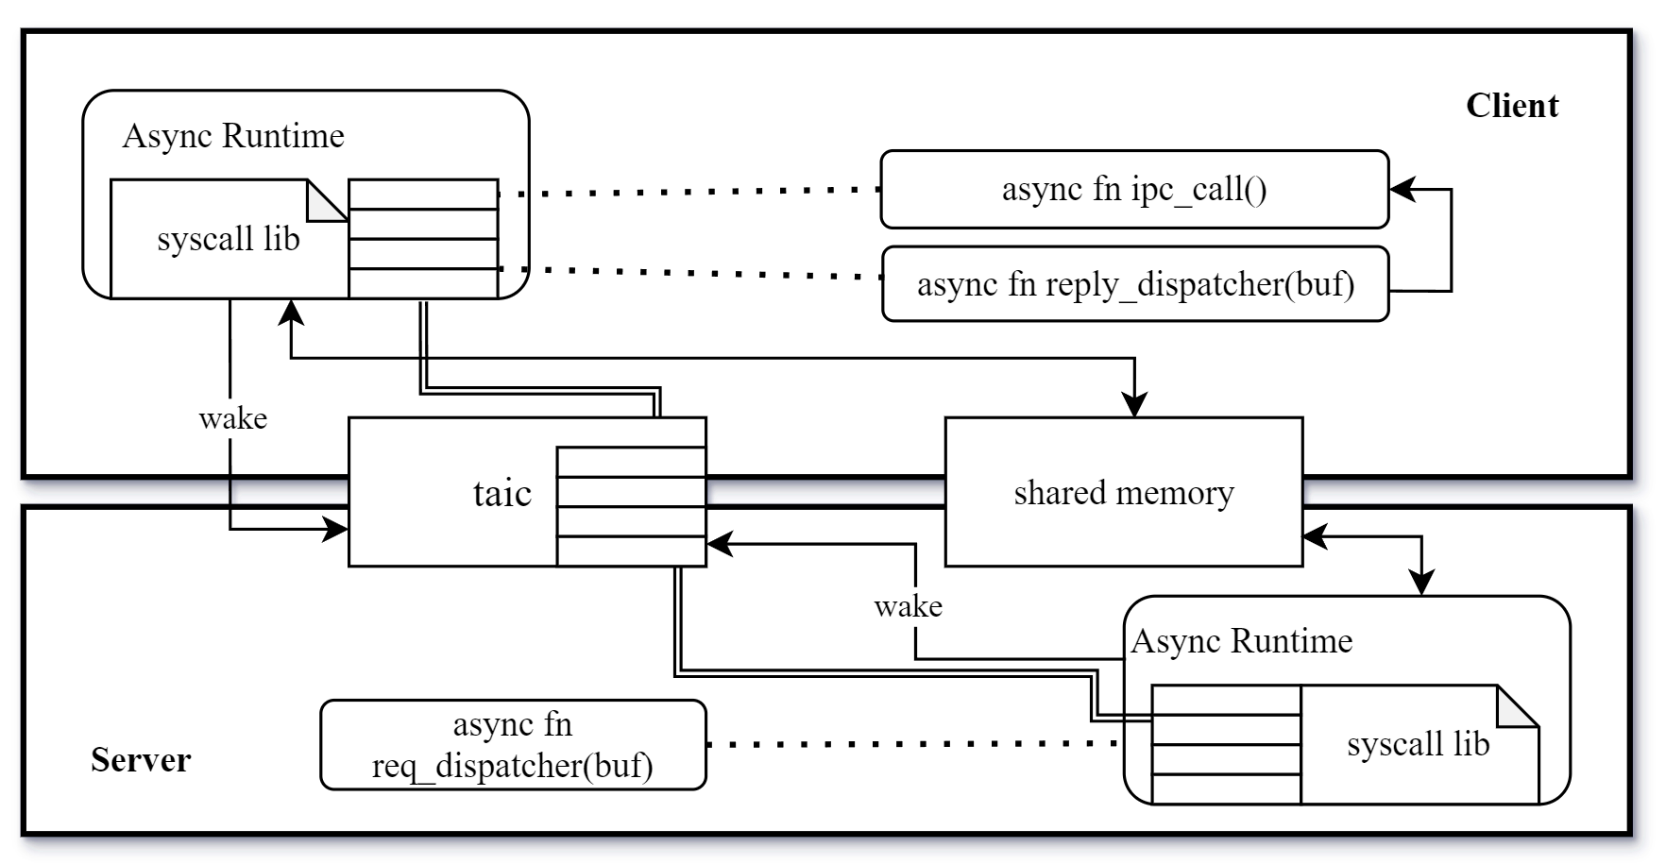 Client
Async Runtime
syscall lib
async fn ipc_call()
async fn reply_dispatcher(buf)
wake
taic
shared memory
wake
Async Runtime
syscall lib
async fn
req_dispatcher(buf)
Server